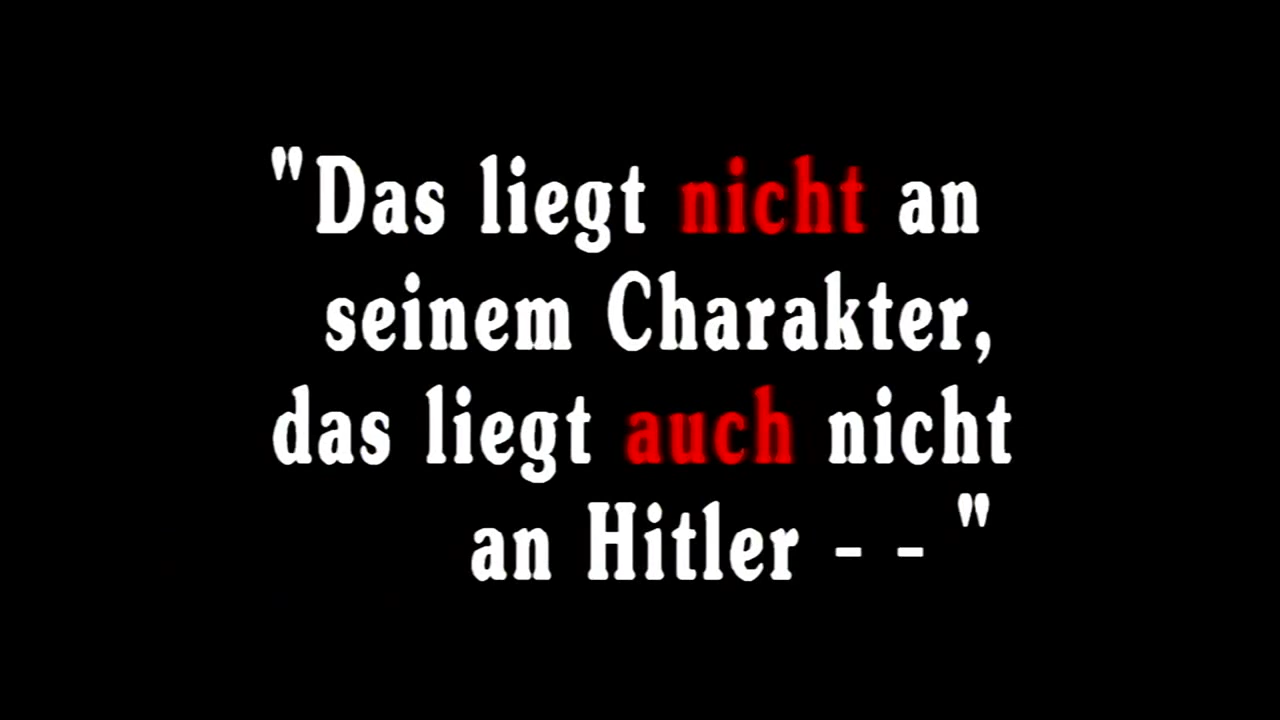 "Das liegt nicht an
seinem Charakter,
das liegt auch nicht
an Hitler - - "